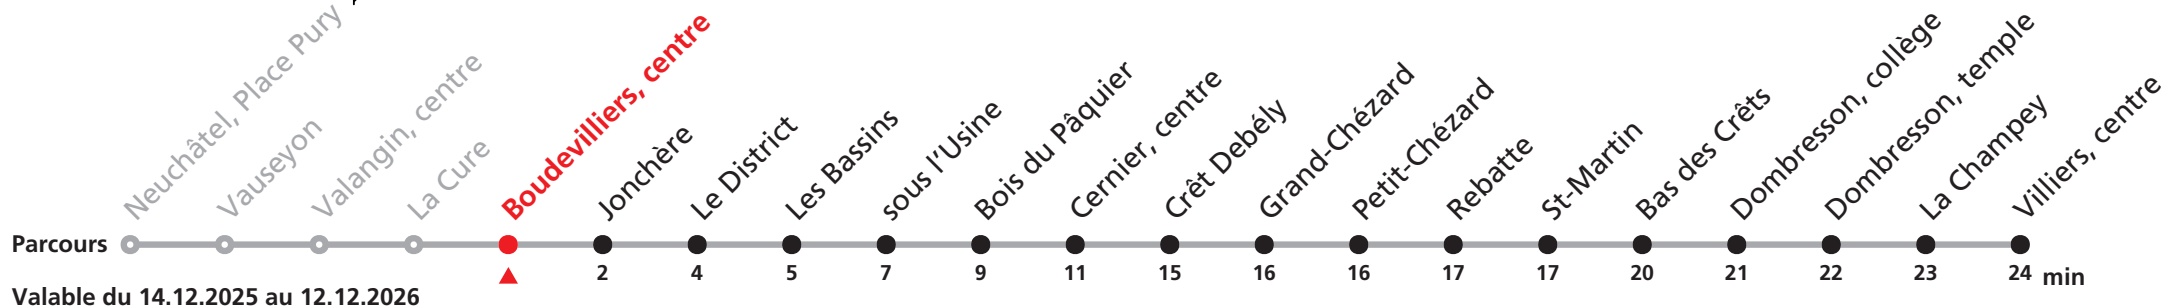 Neuchâtel, Place Pury
Vauseyon
Valangin, centre
La Cure
Boudevilliers, centre
Jonchère
Le District
Les Bassins
sous l'Usine
Bois du Pâquier
Cernier, centre
Crêt Debély
Grand-Chézard
Petit-Chézard
Rebatte
St-Martin
Bas des Crêts
Dombresson, collège
Dombresson, temple
La Champey
Villiers, centre
Parcours
2 4 5 7 9 11 15 16 16 17 17 20 21 22 23 24 min
Valable du 14.12.2025 au 12.12.2026